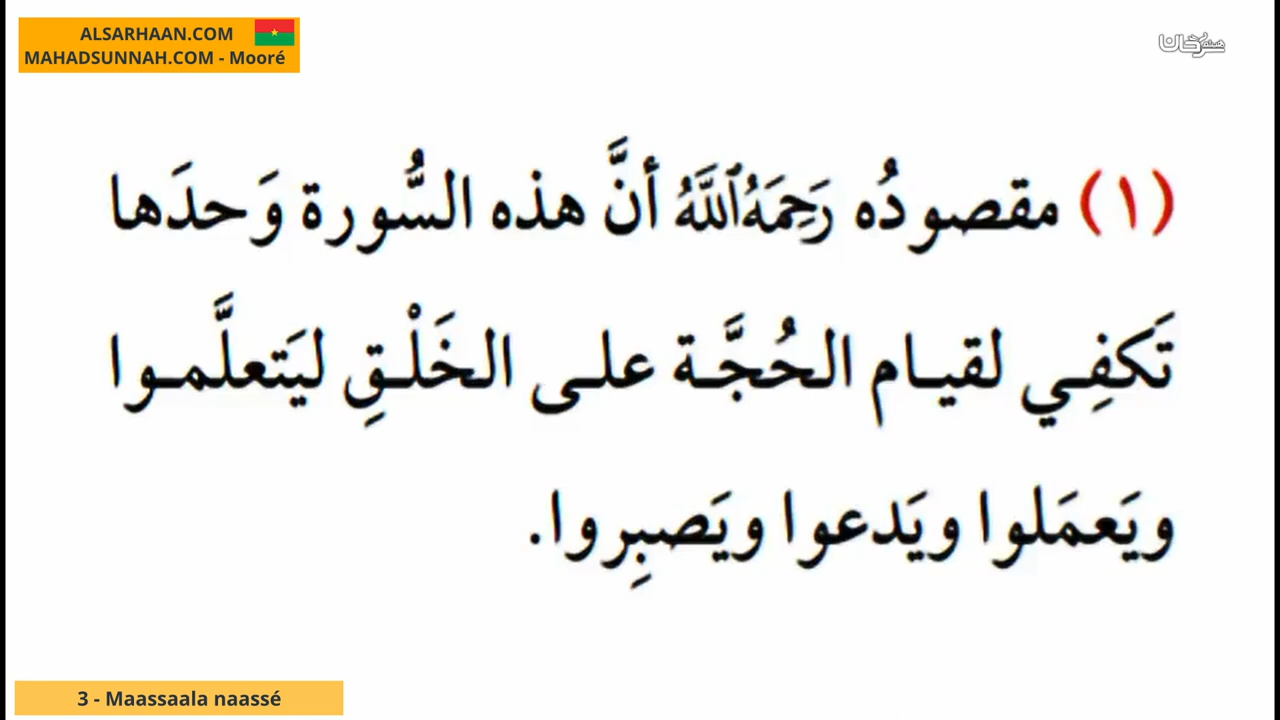 ALSARHAAN.COM
MAHADSUNNAH.COM - Mooré
(١) مقصودُه رَحِمَهُ ٱللَّهُ أنَّ هذه السُّورة وَحدَها
تَكفِي لقيام الحُجَّة على الخَلْقِ ليَتعلَّموا
ويَعمَلوا ويَدعوا ويَصبِروا.
3 - Maassaala naassé